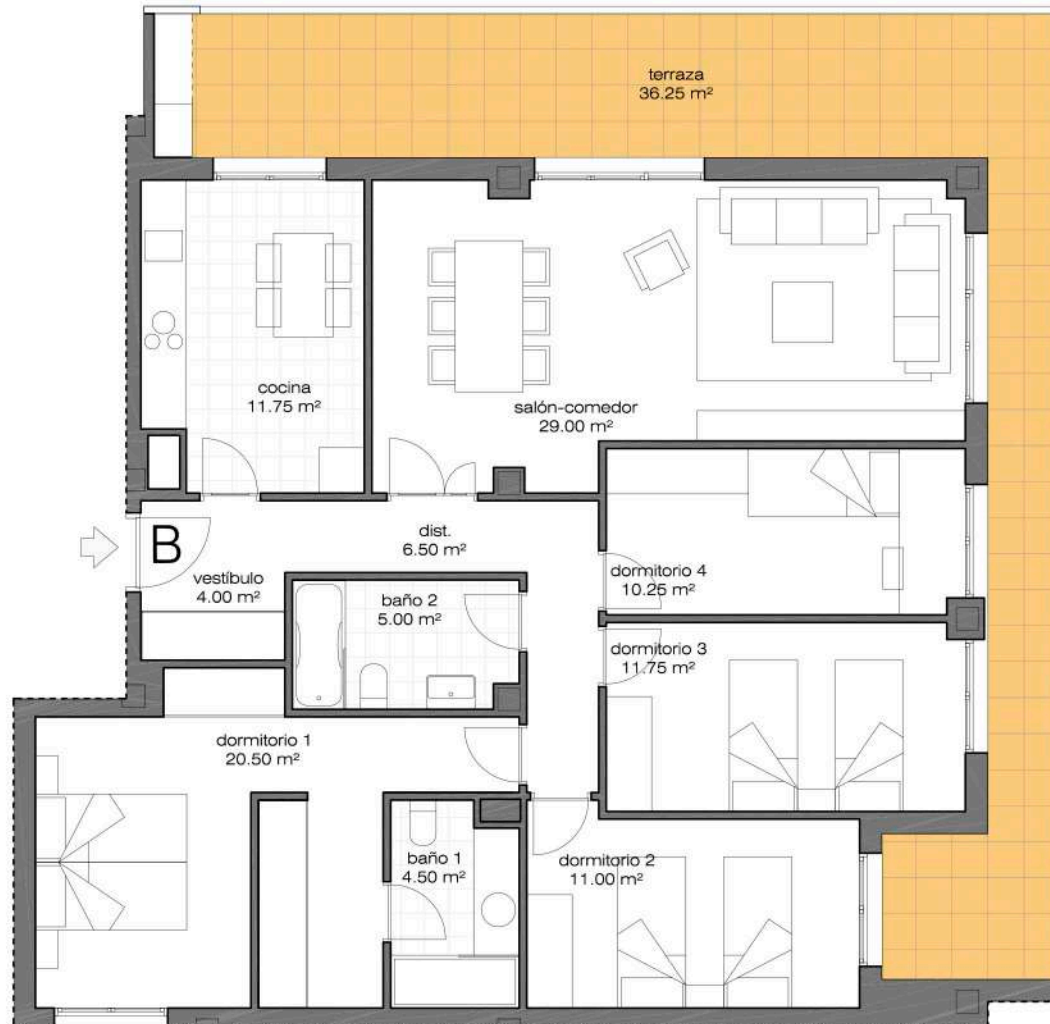 terraza
36.25 m²
cocina
11.75 m²
salón-comedor
29.00 m²
B
dist.
6.50 m²
vestíbulo
4.00 m²
baño 2
5.00 m²
dormitorio 4
10.25 m²
dormitorio 3
11.75 m²
dormitorio 1
20.50 m²
baño 1
4.50 m²
dormitorio 2
11.00 m²